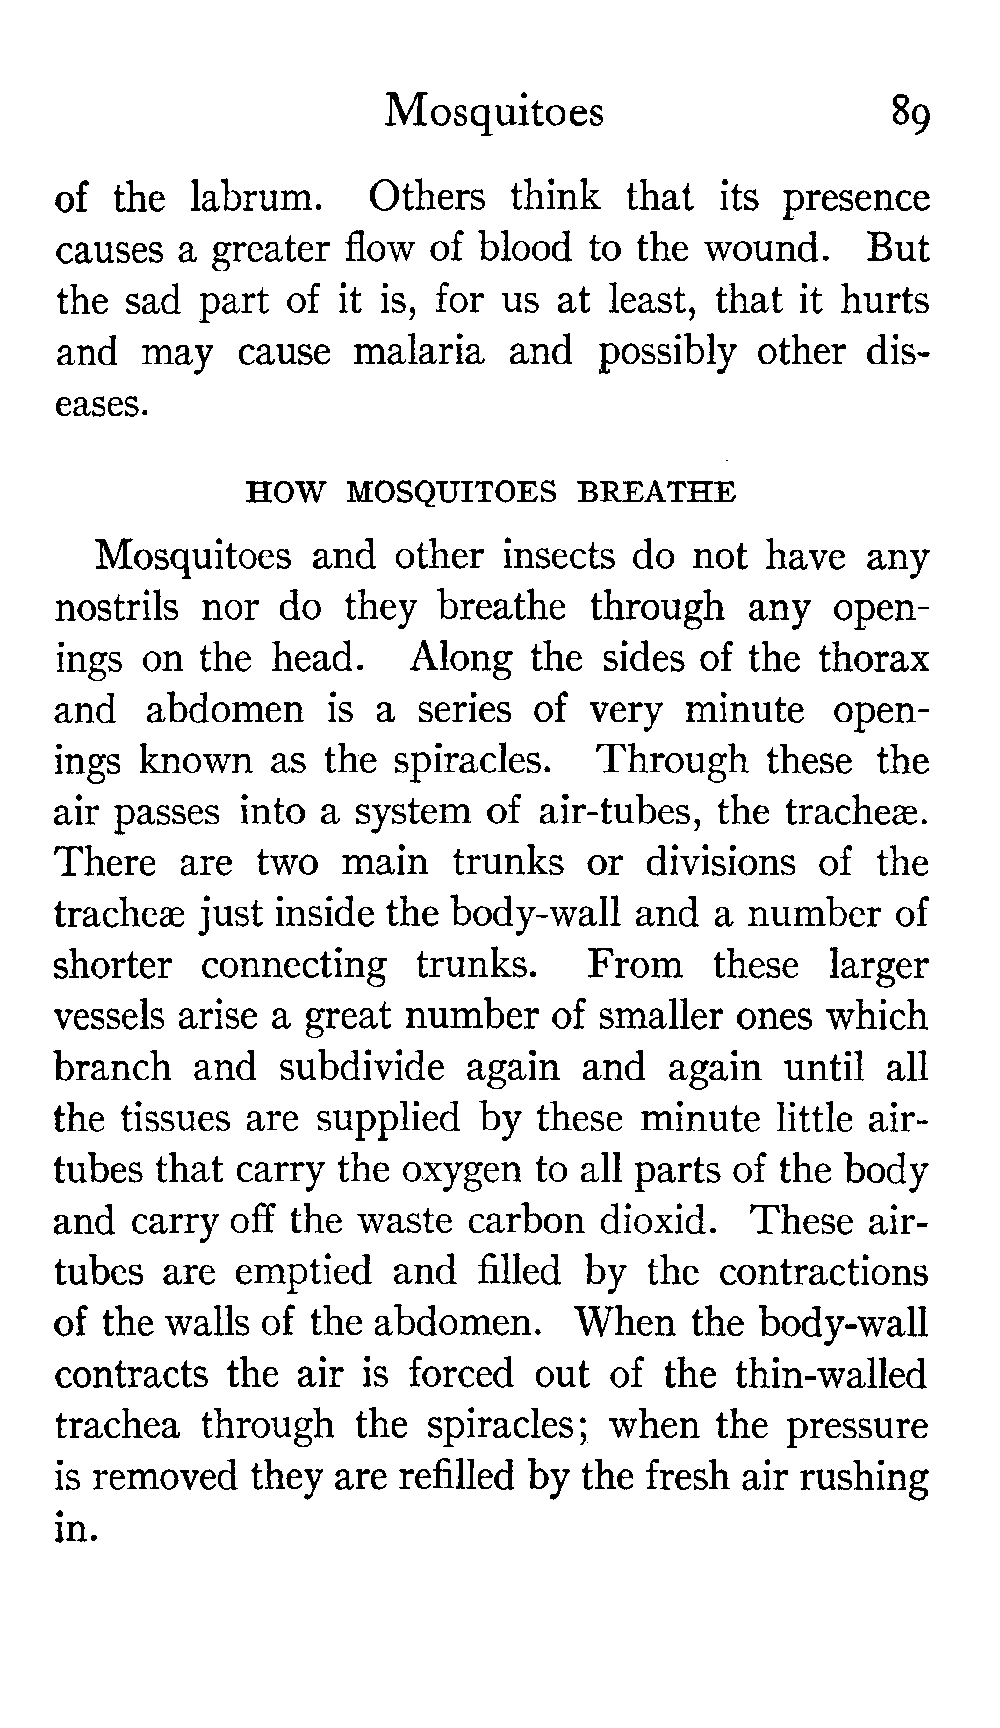 Mosquitoes 89
of the labrum. Others think that its presence
causes a greater flow of blood to the wound. But
the sad part of it is, for us at least, that it hurts
and may cause malaria and possibly other dis-
eases.
HOW MOSQUITOES BREATHE
Mosquitoes and other insects do not have any
nostrils nor do they breathe through any open-
ings on the head. Along the sides of the thorax
and abdomen is a series of very minute open-
ings known as the spiracles. Through these the
air passes into a system of air-tubes, the tracheæ.
There are two main trunks or divisions of the
tracheæ just inside the body-wall and a number of
shorter connecting trunks. From these larger
vessels arise a great number of smaller ones which
branch and subdivide again and again until all
the tissues are supplied by these minute little air-
tubes that carry the oxygen to all parts of the body
and carry off the waste carbon dioxid. These air-
tubes are emptied and filled by the contractions
of the walls of the abdomen. When the body-wall
contracts the air is forced out of the thin-walled
trachea through the spiracles; when the pressure
is removed they are refilled by the fresh air rushing
in.